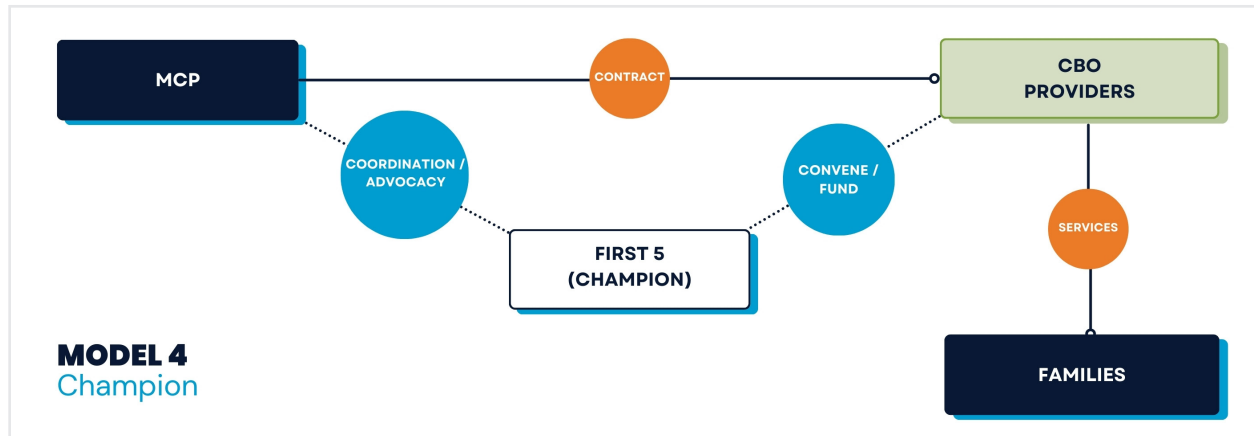 MCP
CONTRACT
CBO
PROVIDERS
COORDINATION /
ADVOCACY
CONVENE /
FUND
SERVICES
FIRST 5
(CHAMPION)
MODEL 4
Champion
FAMILIES